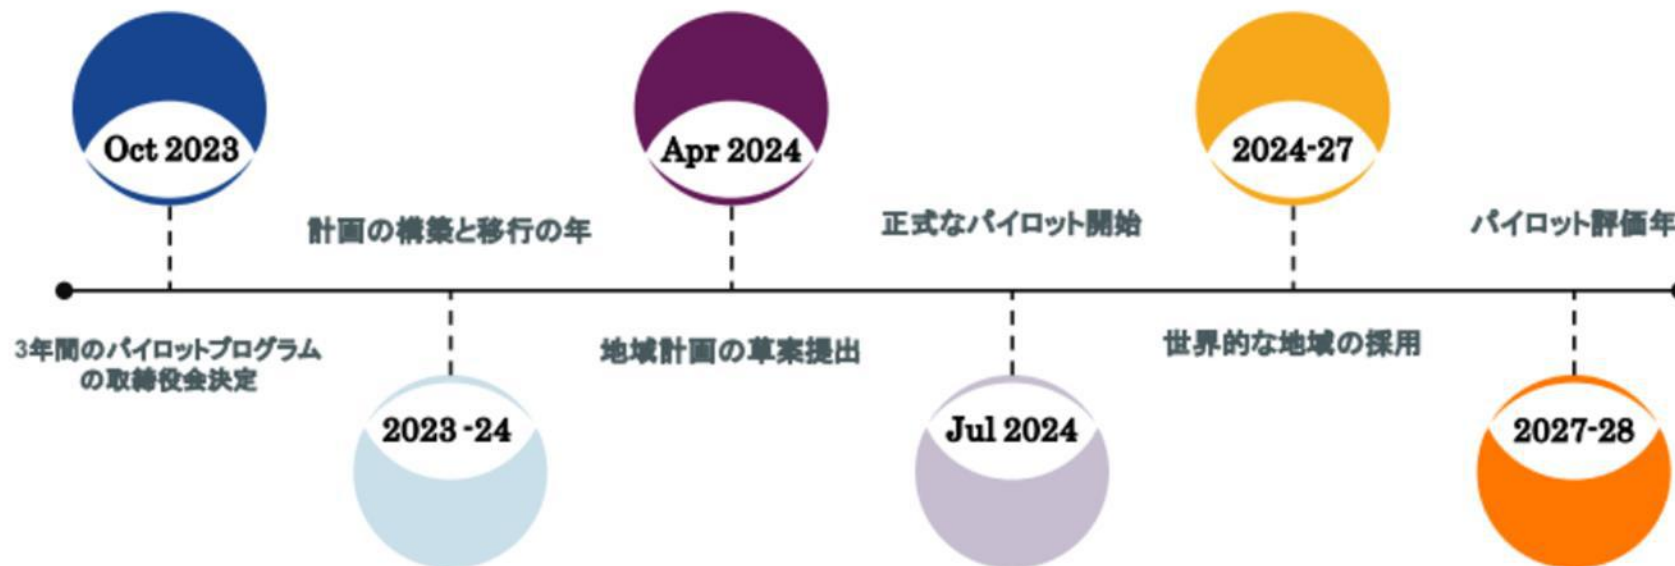 Oct 2023
3年間のパイロットプログラム
の取締役会決定
計画の構築と移行の年
2023 -24
Apr 2024
地域計画の草案提出
正式なパイロット開始
Jul 2024
2024-27
世界的な地域の採用
パイロット評価年
2027-28